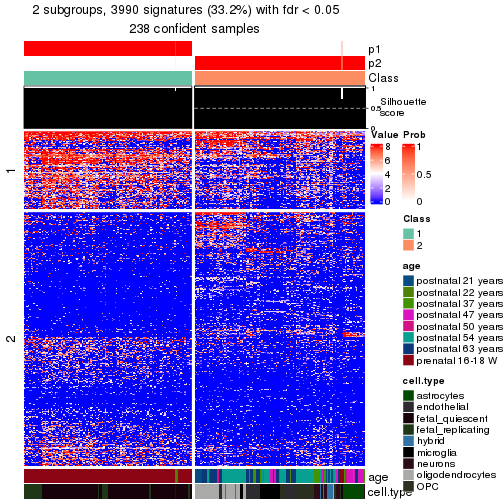 2 subgroups, 3990 signatures (33.2%) with fdr < 0.05
238 confident samples
p1
p2
Class
1
0.5
0
Silhouette
score
1
2
Value
8
6
4
2
0
Prob
1
0.5
0
Class
1
2
age
postnatal 21 years
postnatal 22 years
postnatal 37 years
postnatal 47 years
postnatal 50 years
postnatal 54 years
postnatal 63 years
prenatal 16-18 W
cell.type
astrocytes
endothelial
fetal_quiescent
fetal_replicating
hybrid
microglia
neurons
oligodendrocytes
OPC
age
cell.type